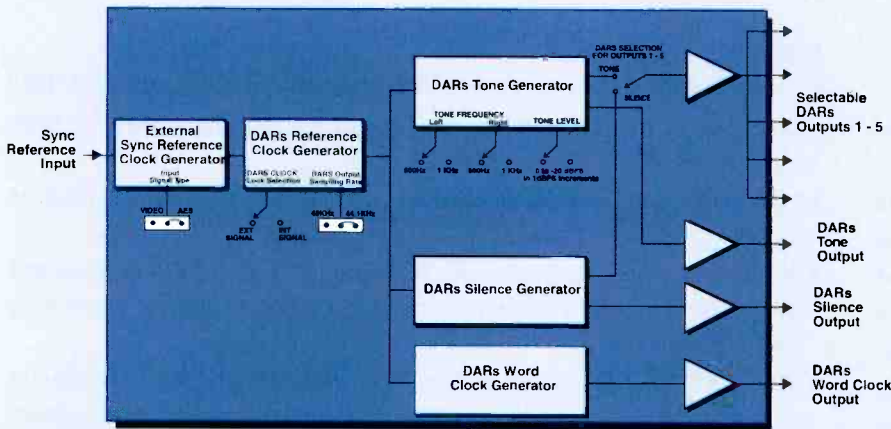 Sync
Reference
Input
External
Sync Reference
Clock Generator
Input
Signal Type
VIDEO
AES
DARs Reference
Clock Generator
DARS CLOCK
Clock Selection
DARS Output
Sampling Rate
EXT
SIGNAL
INT
SIGNAL
48KHz
44.1KHz
DARs Tone Generator
TONE FREQUENCY
Left
Right
TONE LEVEL
1 KHz
1 KHz
0 to -20 dBFS
in 1dBFS increments
DARS SELECTION
FOR OUTPUTS 1 - 5
TONE
SILENCE
Selectable
DARs
Outputs 1 - 5
DARs
Tone
Output
DARs Silence Generator
DARs
Silence
Output
DARs Word
Clock Generator
DARs
Word Clock
Output